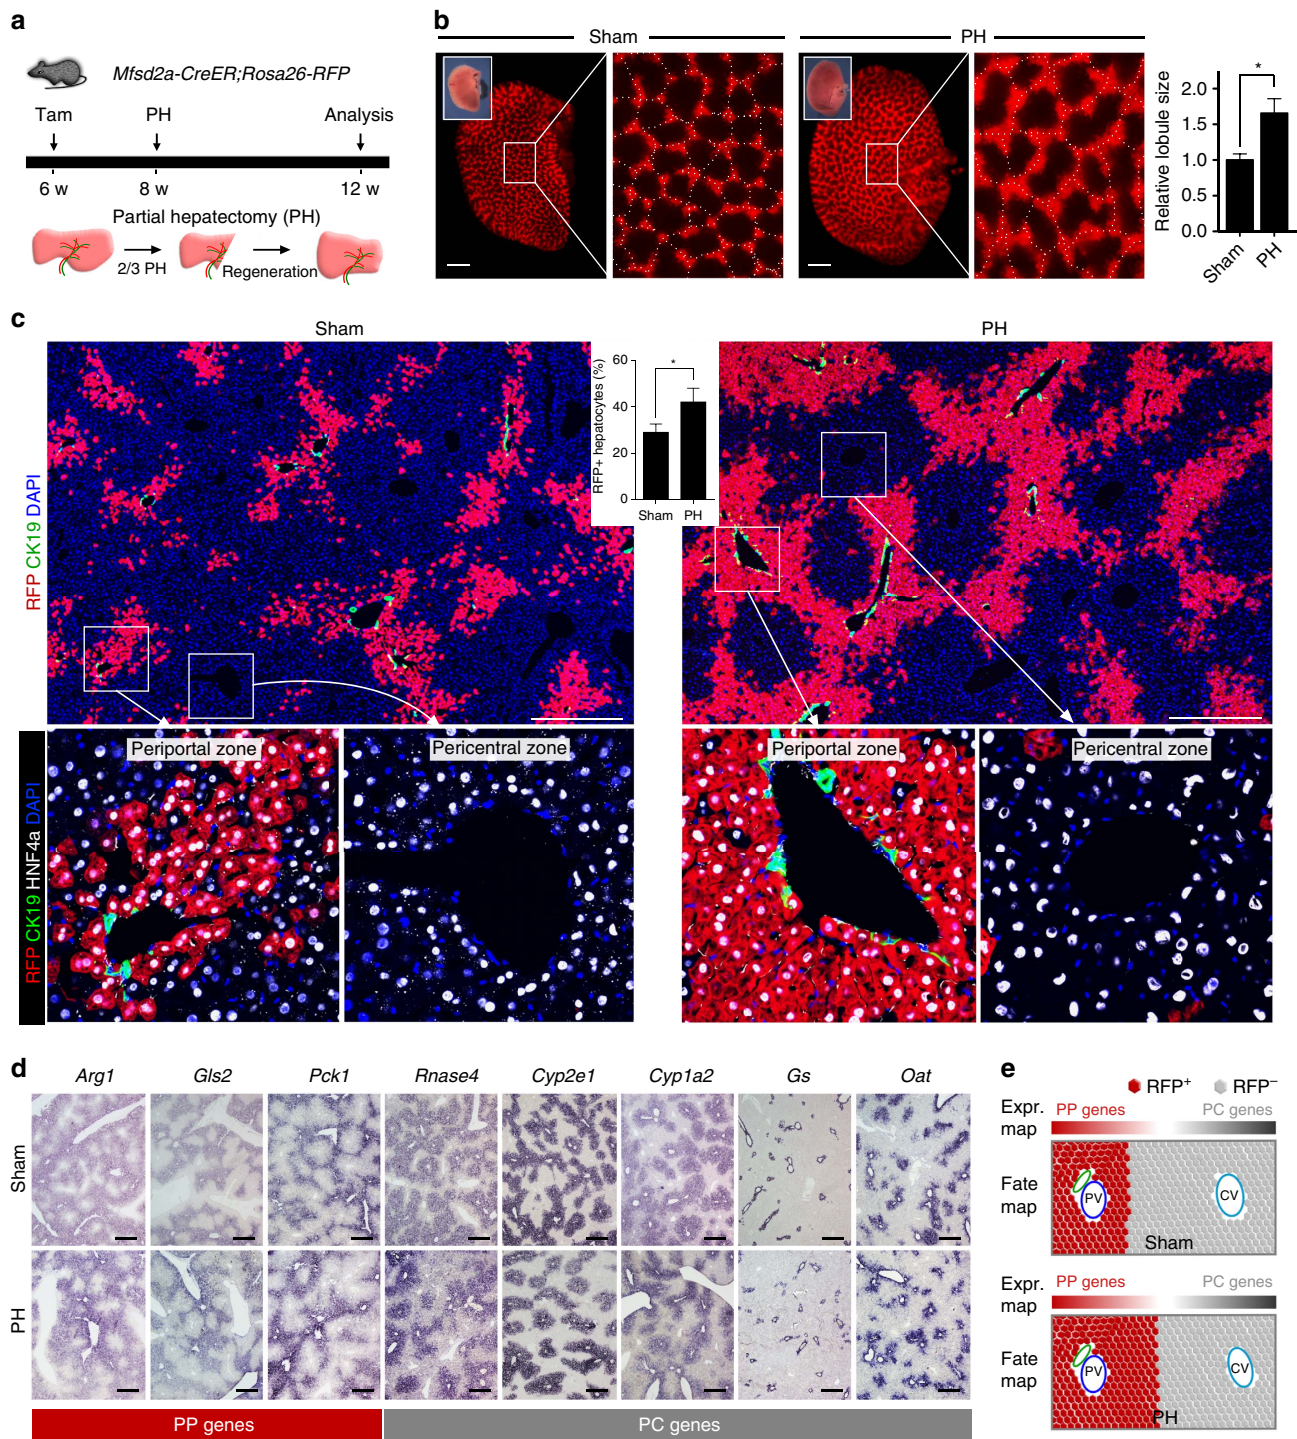 a
Mfsd2a-CreER;Rosa26-RFP
Tam PH Analysis
6 w 8 w 12 w
Partial hepatectomy (PH)
2/3 PH
Regeneration
b
Sham PH
Relative lobule size
2.0
1.5
1.0
0.5
0.0
*
Sham PH
c
Sham PH
RFP CK19 DAPI
RFP+ hepatocytes (%)
60
40
20
0
*
Sham PH
RFP CK19 HNF4a DAPI
Periportal zone Pericentral zone Periportal zone Pericentral zone
d
Arg1 Gls2 Pck1 Rnase4 Cyp2e1 Cyp1a2 Gs Oat
Sham
PH
PP genes PC genes
e
RFP+ RFP−
Expr. map PP genes PC genes
Fate map
PV CV
Sham
Expr. map PP genes PC genes
Fate map
PV CV
PH